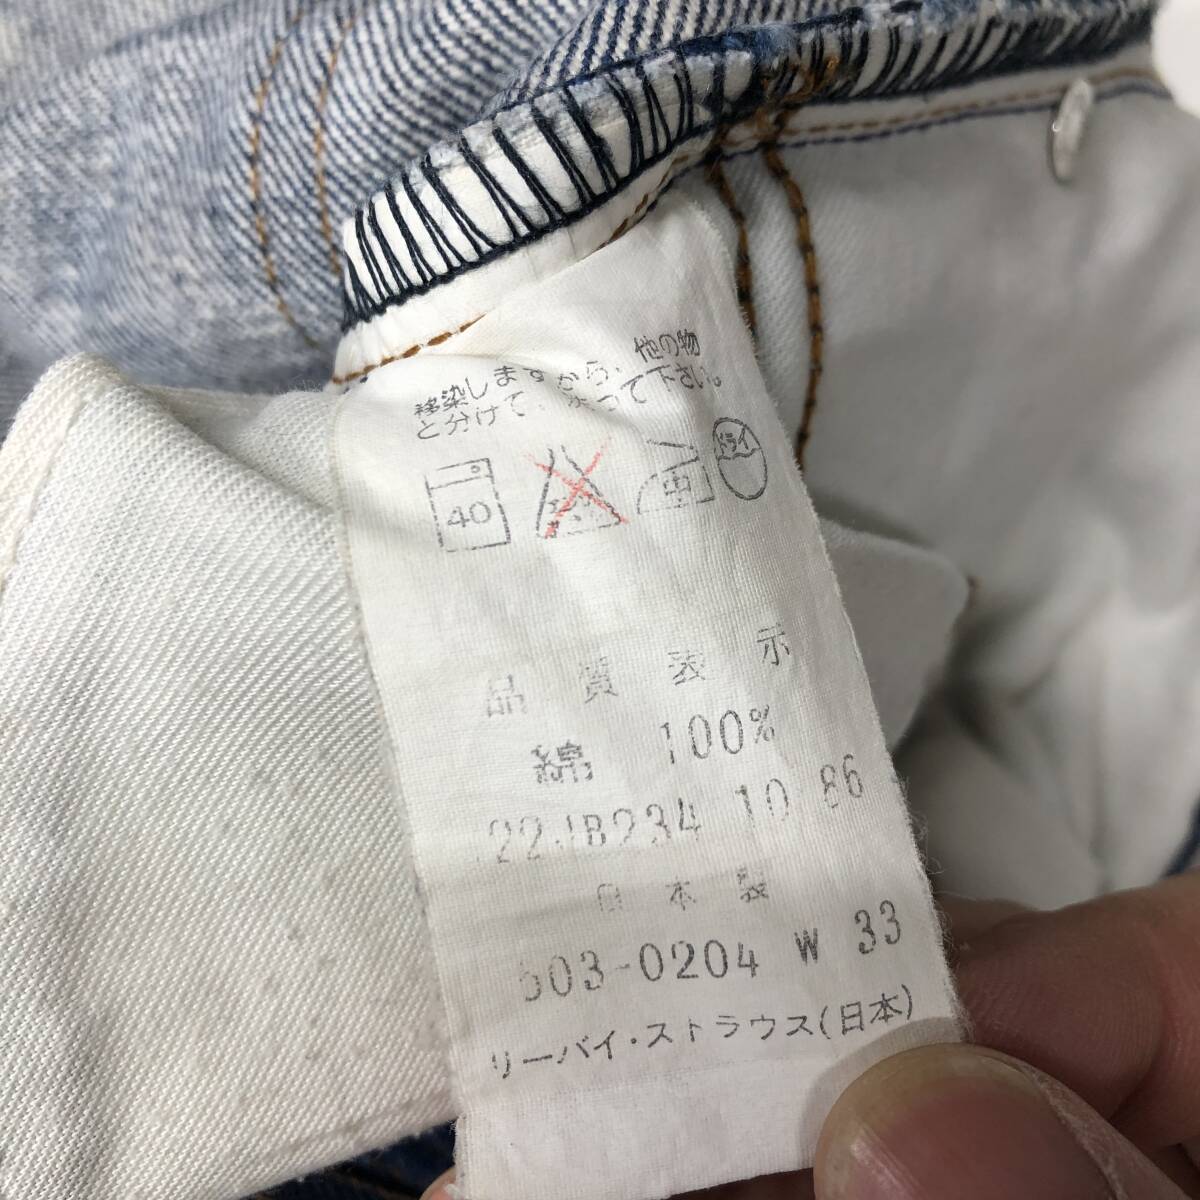 移染しますから、他の物
と分けて洗って下さい。
40
中
ドライ
品質表示
綿 100%
22JB234 10 86
日本製
503-0204 W 33
リーバイ・ストラウス(日本)